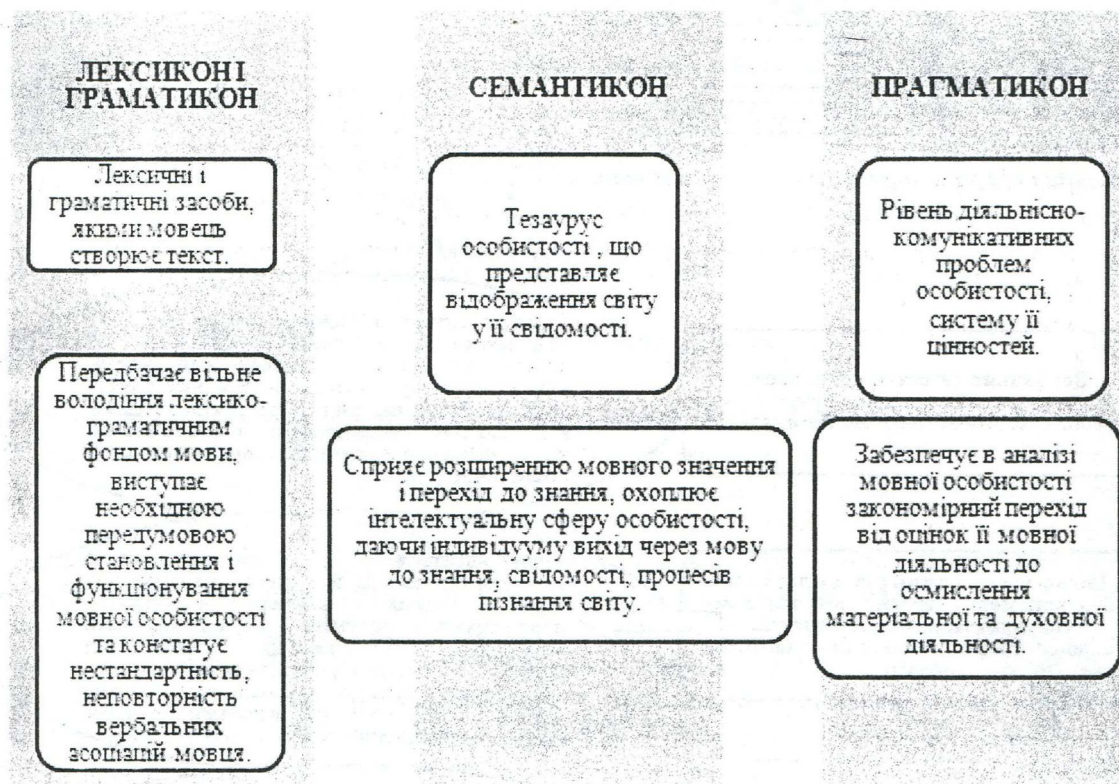 ЛЕКСИКОН І
ГРАМАТИКОН
Лексичні і
граматичні засоби,
якими мовець
створює текст.
Передбачає вільне
володіння лексико-
граматичним
фондом мови,
виступає
необхідною
передумовою
становлення і
функціонування
мовної особистості
та констатує
нестандартність,
неповторність
вербальних
асоціацій мовця.
СЕМАНТИКОН
Тезаурус
особистості , що
представляє
відображення світу
у її свідомості.
Сприяє розширенню мовного значення
і перехід до знання, охоплює
інтелектуальну сферу особистості,
даючи індивідууму вихід через мову
до знання, свідомості, процесів
пізнання світу.
ПРАГМАТИКОН
Рівень діяльнісно-
комунікативних
проблем
особистості,
систему її
цінностей.
Забезпечує в аналізі
мовної особистості
закономірний перехід
від оцінок її мовної
діяльності до
осмислення
матеріальної та духовної
діяльності.